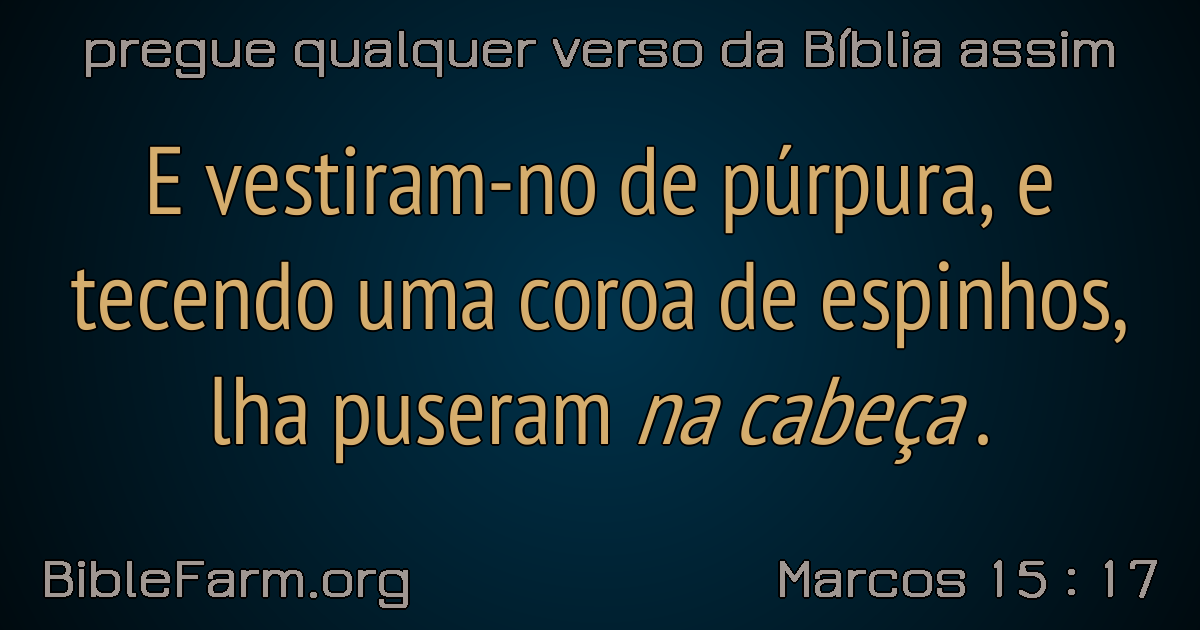 pregue qualquer verso da Bíblia assim
E vestiram-no de púrpura, e
tecendo uma coroa de espinhos,
lha puseram na cabeça .
BibleFarm.org
Marcos 15 : 17